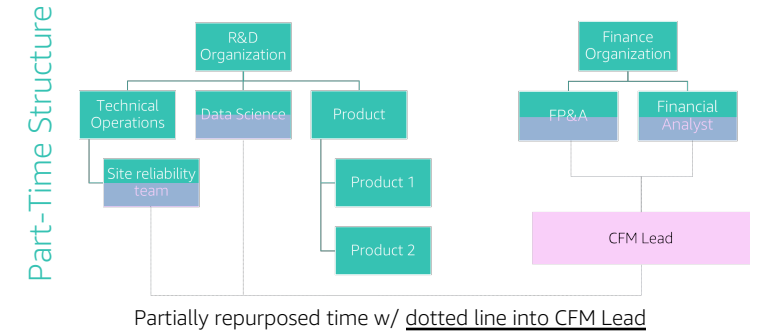 Part-Time Structure
R&D
Organization
Finance
Organization
Technical
Operations
Data Science
Product
FP&A
Financial
Analyst
Site reliability
team
Product 1
Product 2
CFM Lead
Partially repurposed time w/ dotted line into CFM Lead